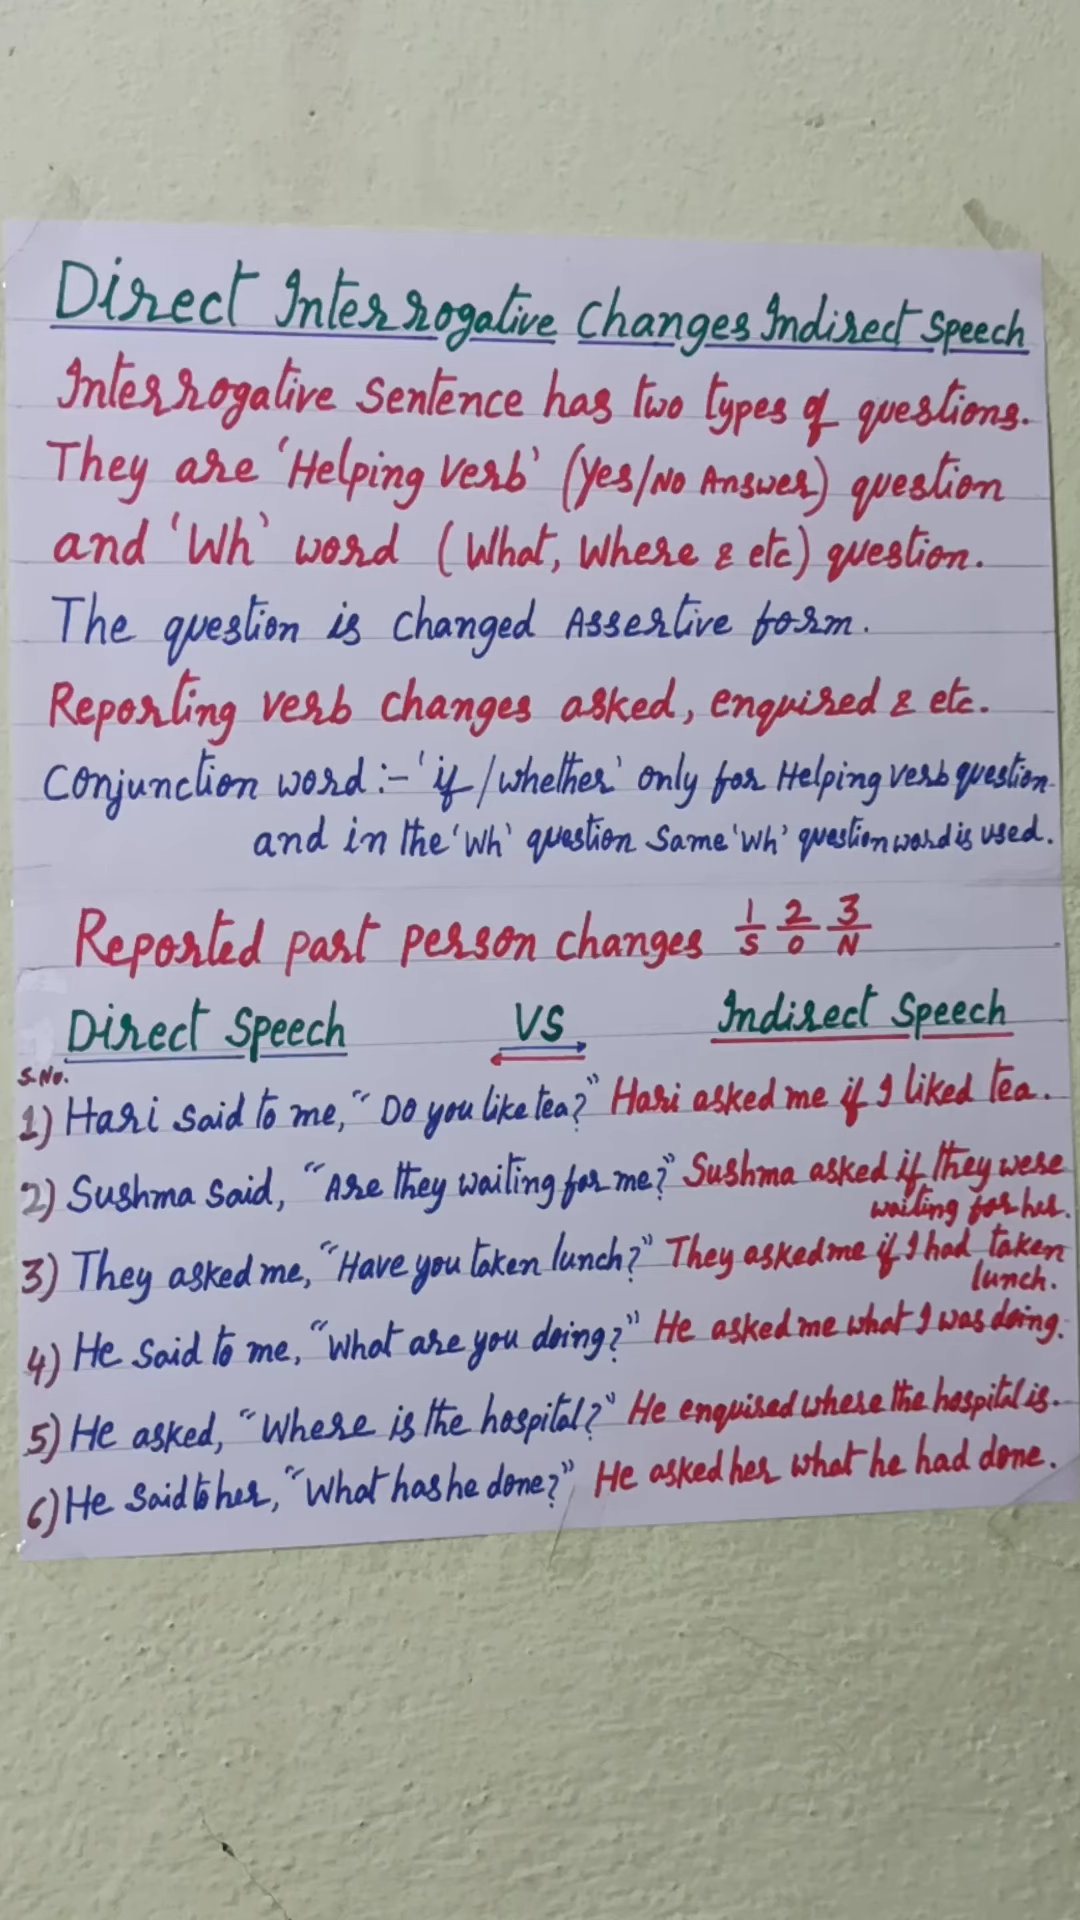 Direct Interrogative Changes Indirect Speech
Interrogative Sentence has two types of questions.
They are 'Helping verb' (Yes/No Answer) question
and 'Wh' word (What, Where & etc) question.
The question is changed Assertive form.
Reporting verb changes asked, enquired & etc.
Conjunction word :- 'if/whether' only for Helping verb question
and in the 'Wh' question Same 'Wh' question word is used.
Reported part person changes 1/S 2/O 3/N
Direct Speech VS Indirect Speech
S.No.
1) Hari said to me, "Do you like tea?" Hari asked me if I liked tea.
2) Sushma said, "Are they waiting for me?" Sushma asked if they were
waiting for her.
3) They asked me, "Have you taken lunch?" They asked me if I had taken
lunch.
4) He said to me, "What are you doing?" He asked me what I was doing.
5) He asked, "Where is the hospital?" He enquired where the hospital is.
6) He said to her, "What has he done?" He asked her what he had done.